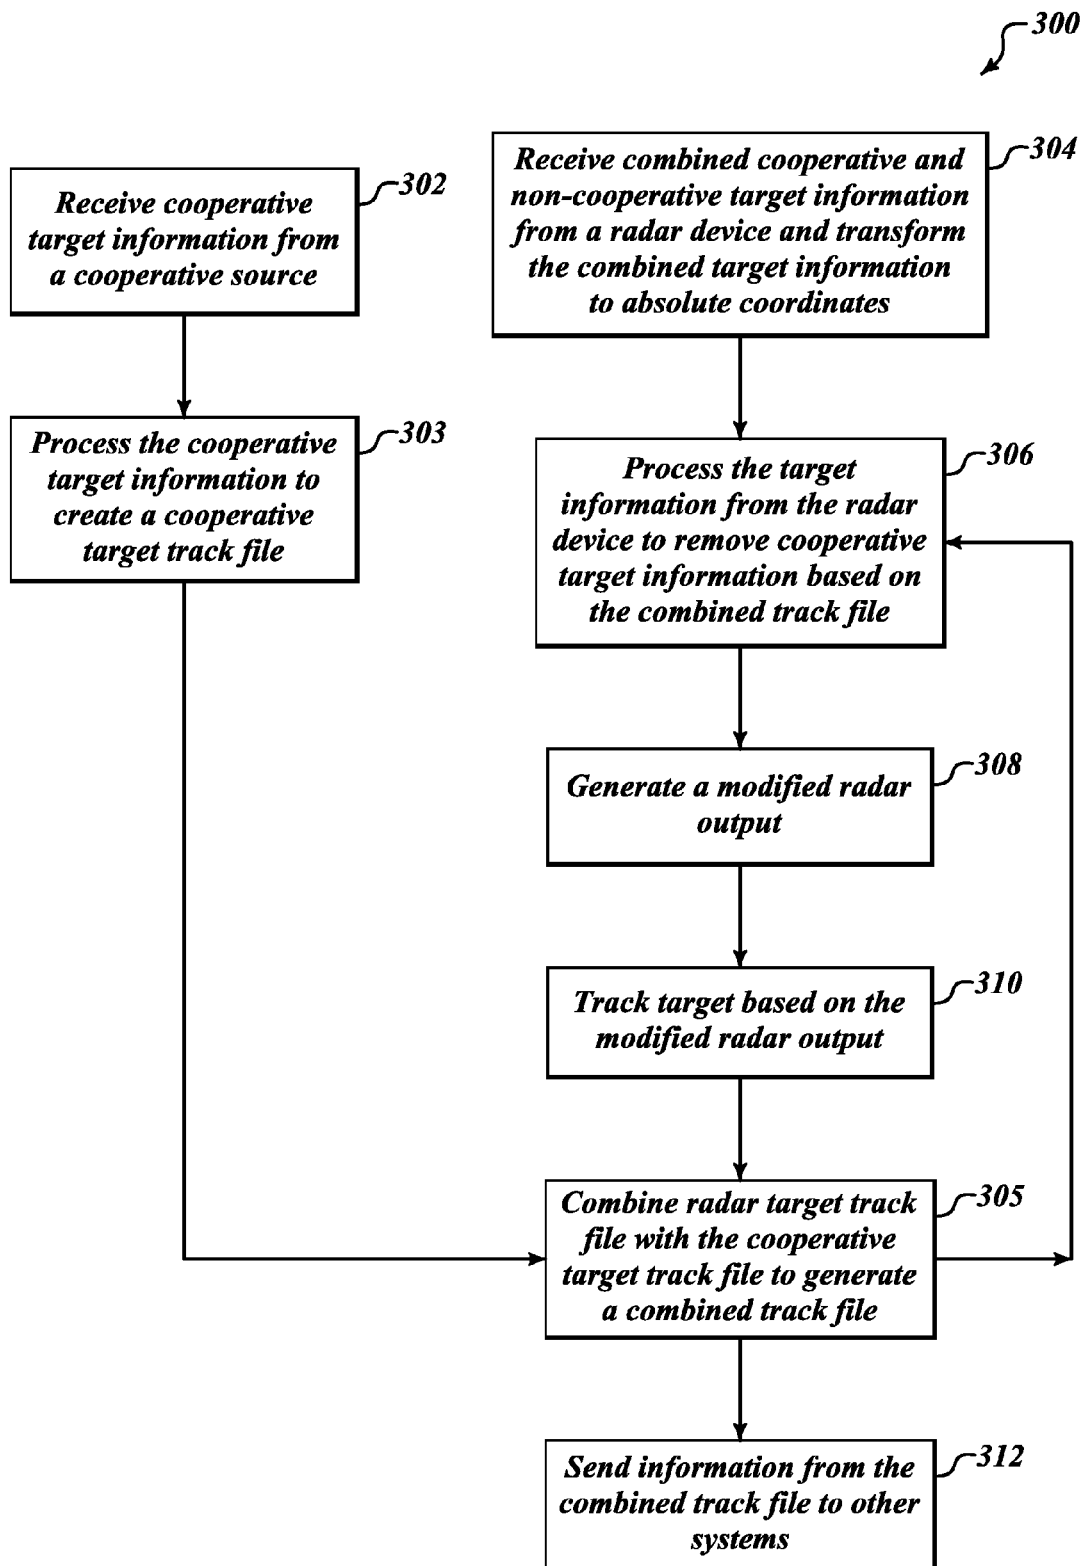 300
302
Receive cooperative
target information from
a cooperative source
304
Receive combined cooperative and
non-cooperative target information
from a radar device and transform
the combined target information
to absolute coordinates
303
Process the cooperative
target information to
create a cooperative
target track file
306
Process the target
information from the radar
device to remove cooperative
target information based on
the combined track file
308
Generate a modified radar
output
310
Track target based on the
modified radar output
305
Combine radar target track
file with the cooperative
target track file to generate
a combined track file
312
Send information from the
combined track file to other
systems